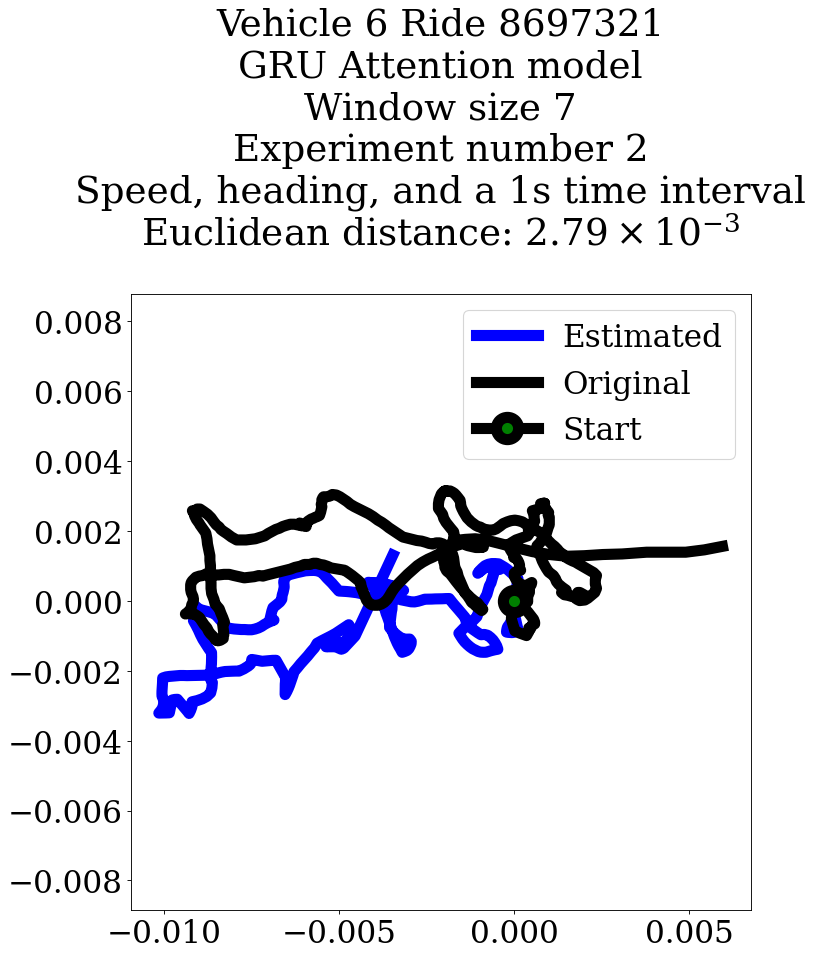 Vehicle 6 Ride 8697321
GRU Attention model
Window size 7
Experiment number 2
Speed, heading, and a 1s time interval
Euclidean distance: 2.79 × 10⁻³
Estimated
Original
Start
0.008
0.006
0.004
0.002
0.000
−0.002
−0.004
−0.006
−0.008
−0.010
−0.005
0.000
0.005